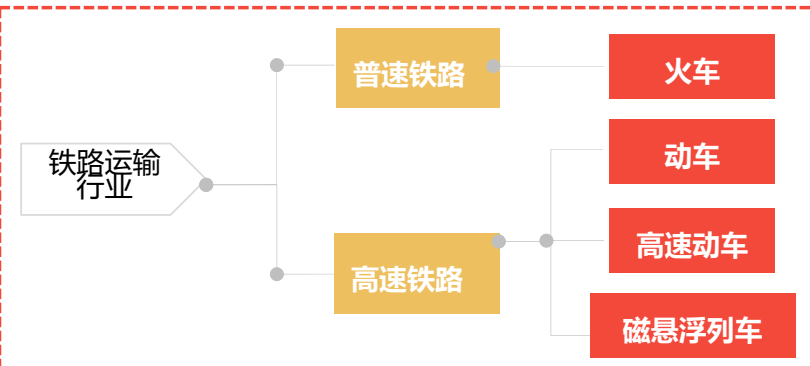 铁路运输
行业
普速铁路
火车
动车
高速动车
高速铁路
磁悬浮列车